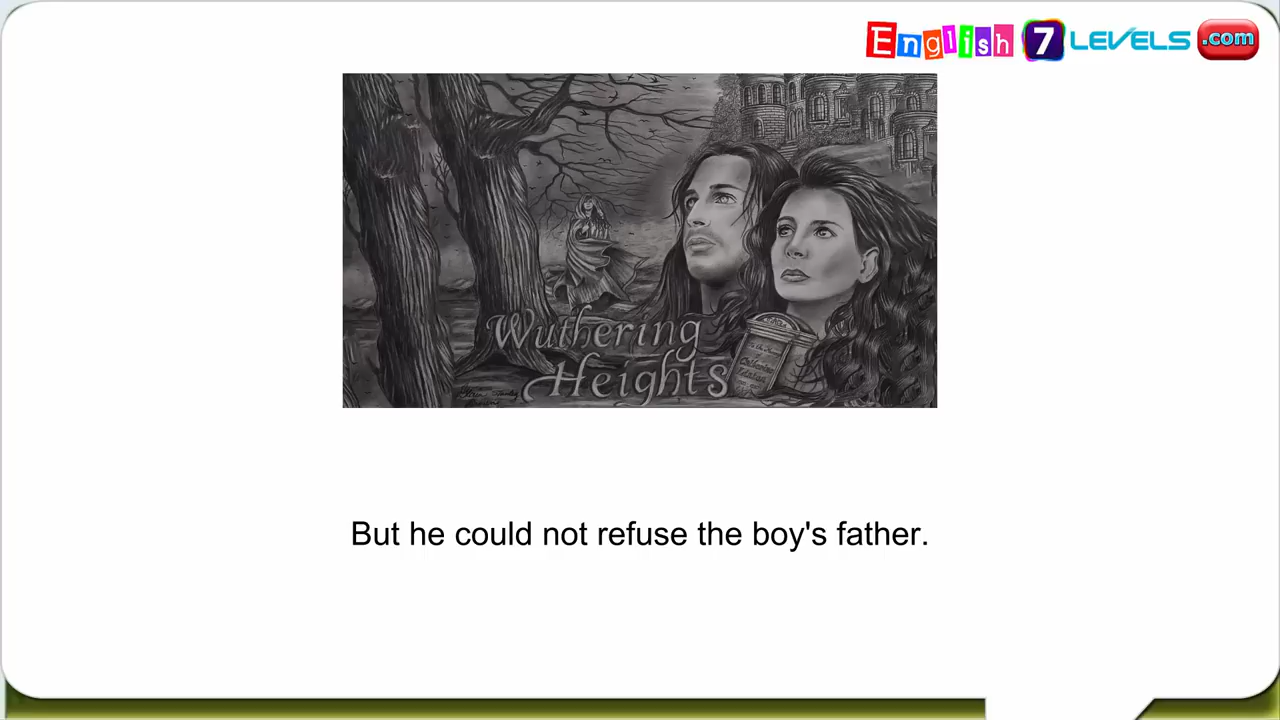 English 7 LEVELS .com
Wuthering
Heights
But he could not refuse the boy's father.